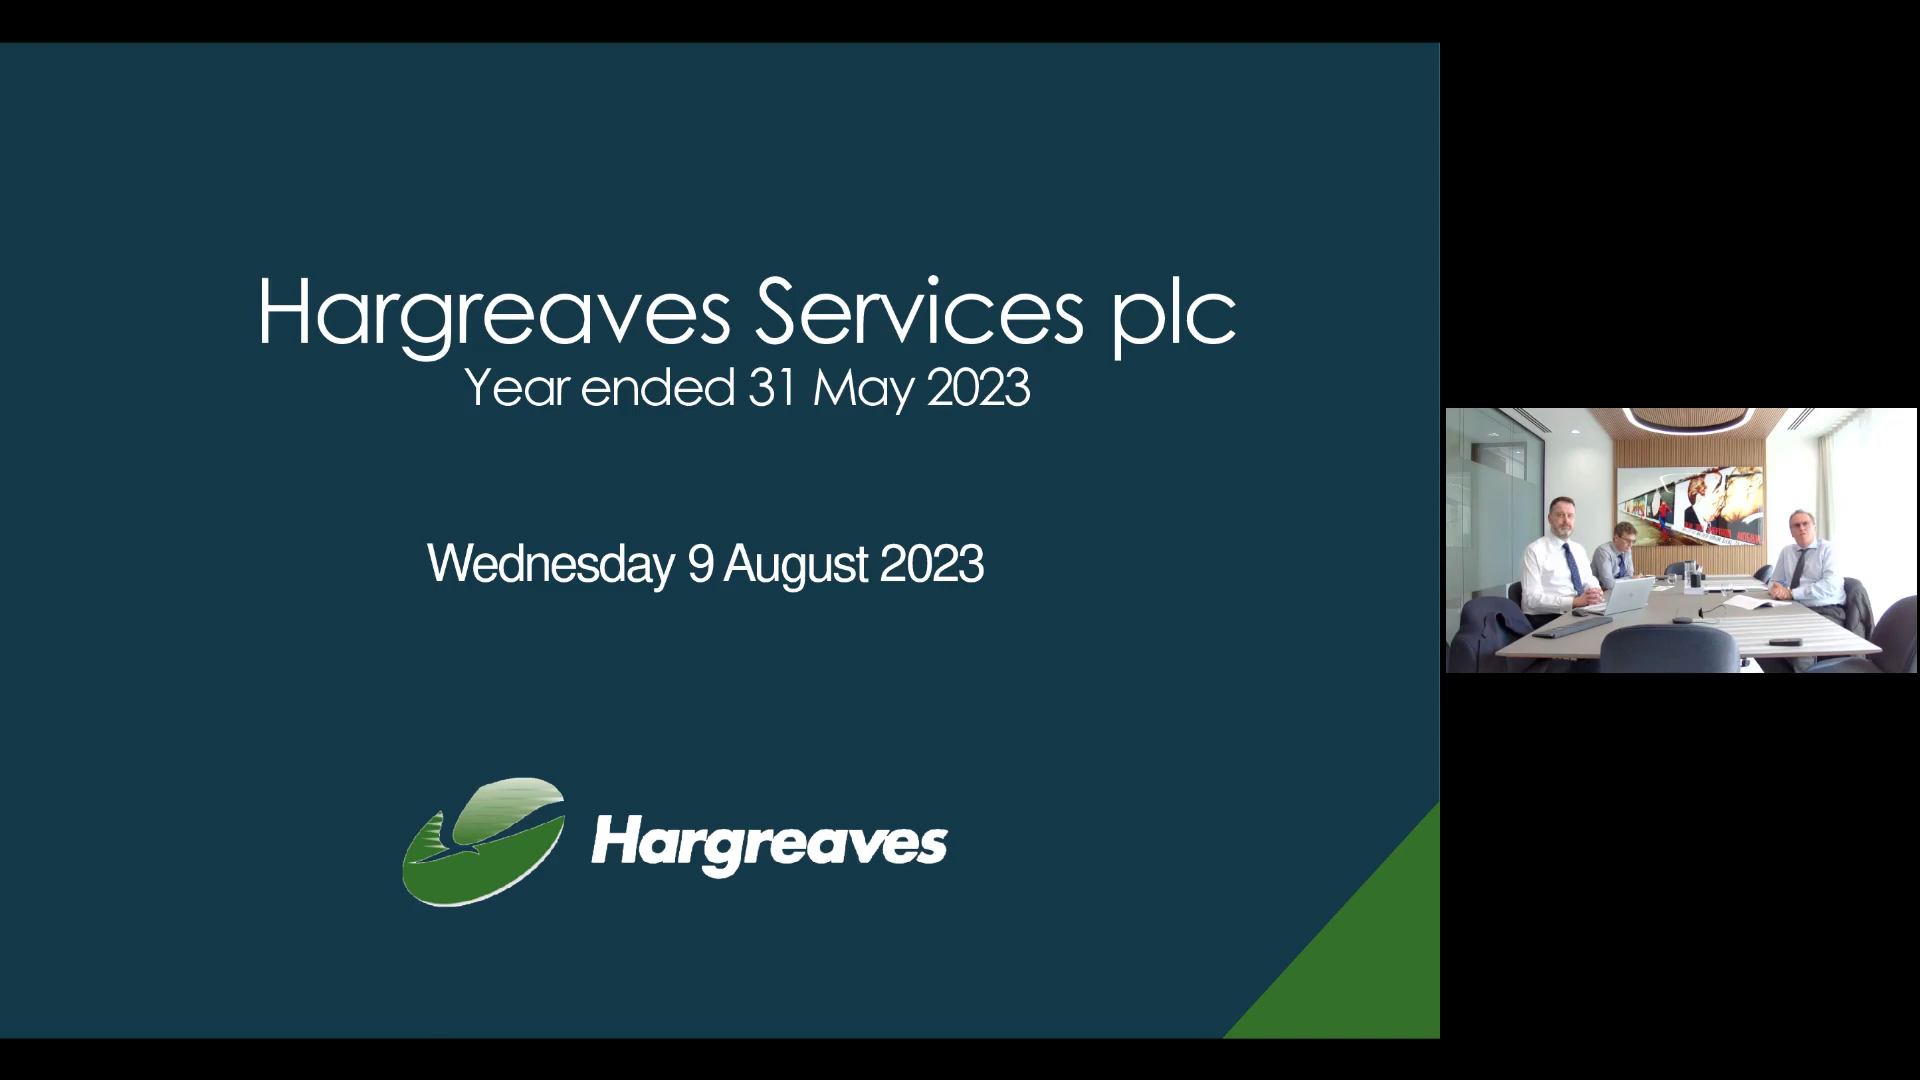 Hargreaves Services plc
Year ended 31 May 2023
Wednesday 9 August 2023
Hargreaves